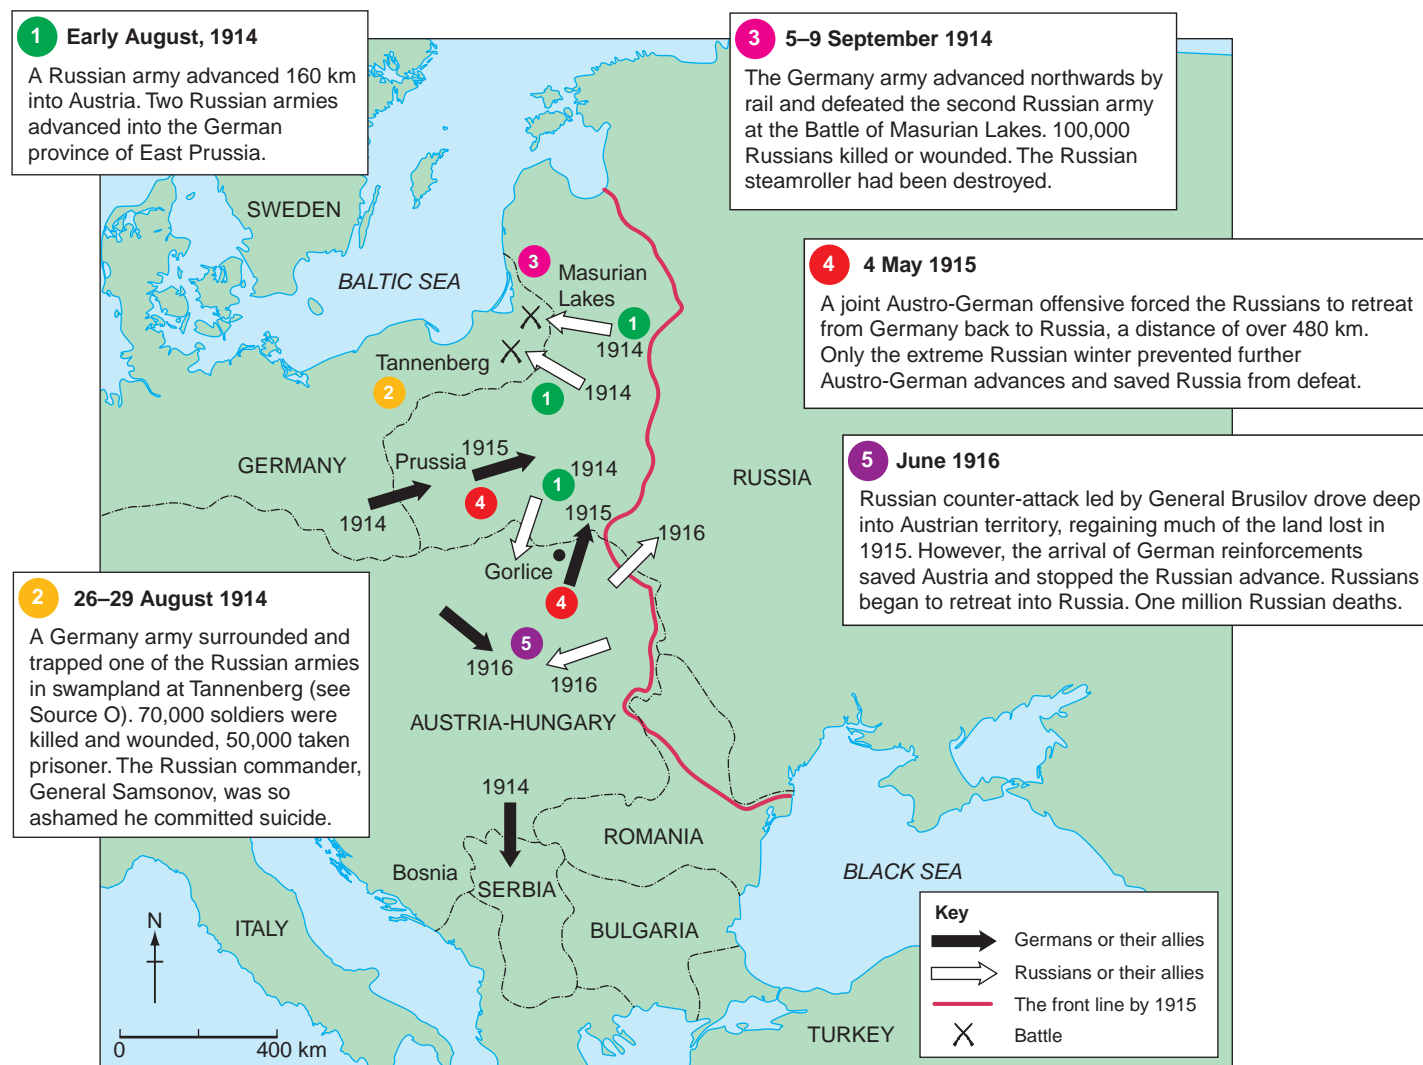 1 Early August, 1914
A Russian army advanced 160 km
into Austria. Two Russian armies
advanced into the German
province of East Prussia.
3 5–9 September 1914
The Germany army advanced northwards by
rail and defeated the second Russian army
at the Battle of Masurian Lakes. 100,000
Russians killed or wounded. The Russian
steamroller had been destroyed.
4 4 May 1915
A joint Austro-German offensive forced the Russians to retreat
from Germany back to Russia, a distance of over 480 km.
Only the extreme Russian winter prevented further
Austro-German advances and saved Russia from defeat.
5 June 1916
Russian counter-attack led by General Brusilov drove deep
into Austrian territory, regaining much of the land lost in
1915. However, the arrival of German reinforcements
saved Austria and stopped the Russian advance. Russians
began to retreat into Russia. One million Russian deaths.
2 26–29 August 1914
A Germany army surrounded and
trapped one of the Russian armies
in swampland at Tannenberg (see
Source O). 70,000 soldiers were
killed and wounded, 50,000 taken
prisoner. The Russian commander,
General Samsonov, was so
ashamed he committed suicide.
SWEDEN
BALTIC SEA
3
Masurian
Lakes
1
1914
Tannenberg
2
1914
1
GERMANY
Prussia
1915
1914
1
RUSSIA
4
1914
1915
1916
Gorlice
4
5
1916
1916
AUSTRIA-HUNGARY
1914
ROMANIA
Bosnia
SERBIA
BLACK SEA
ITALY
BULGARIA
TURKEY
N
0
400 km
Key
Germans or their allies
Russians or their allies
The front line by 1915
Battle